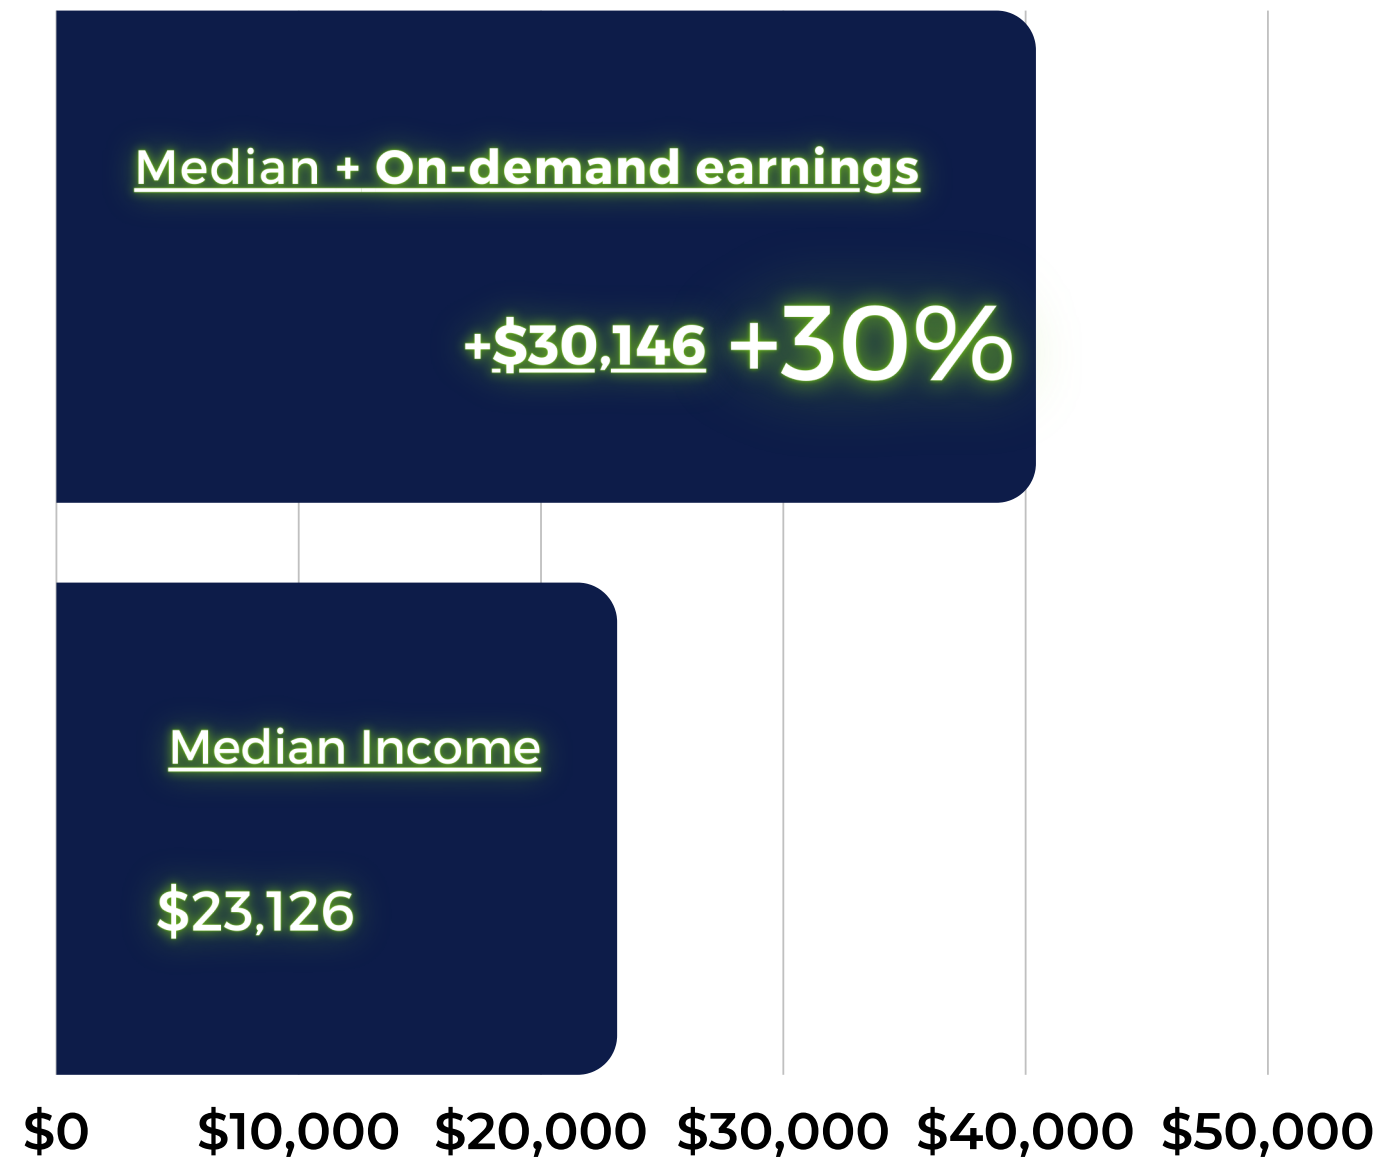 Median + On-demand earnings
+$30,146 +30%
Median Income
$23,126
$0 $10,000 $20,000 $30,000 $40,000 $50,000